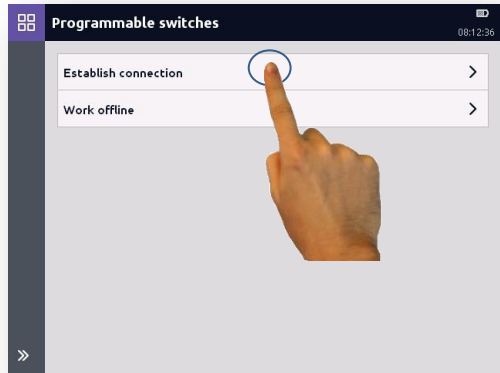 Programmable switches
08:12:36
Establish connection
Work offline